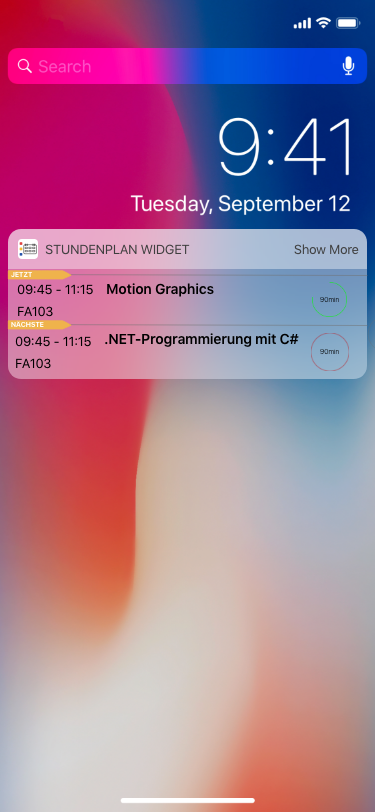 Search
9:41
Tuesday, September 12
STUNDENPLAN WIDGET Show More
JETZT
09:45 - 11:15 Motion Graphics 90min
FA103
NÄCHSTE
09:45 - 11:15 .NET-Programmierung mit C# 90min
FA103